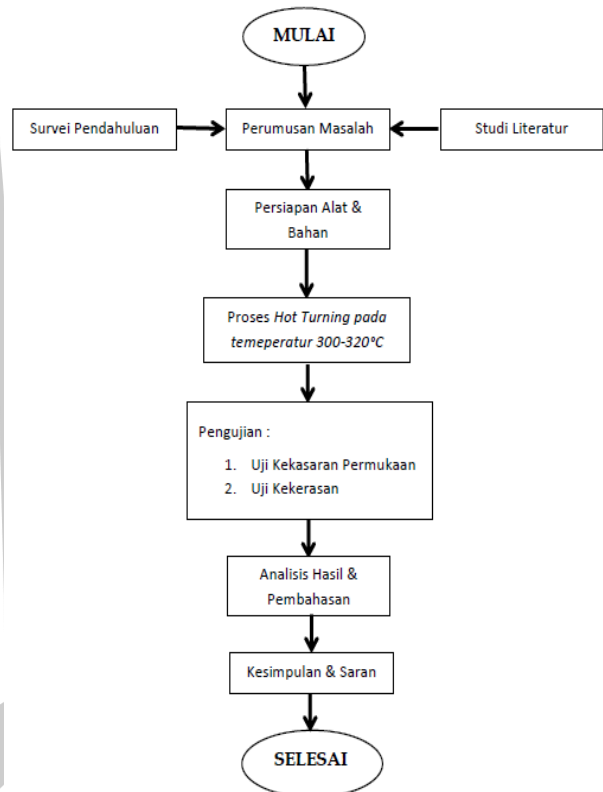 MULAI
Survei Pendahuluan
Perumusan Masalah
Studi Literatur
Persiapan Alat &
Bahan
Proses Hot Turning pada
temeperatur 300-320°C
Pengujian :
1. Uji Kekasaran Permukaan
2. Uji Kekerasan
Analisis Hasil &
Pembahasan
Kesimpulan & Saran
SELESAI